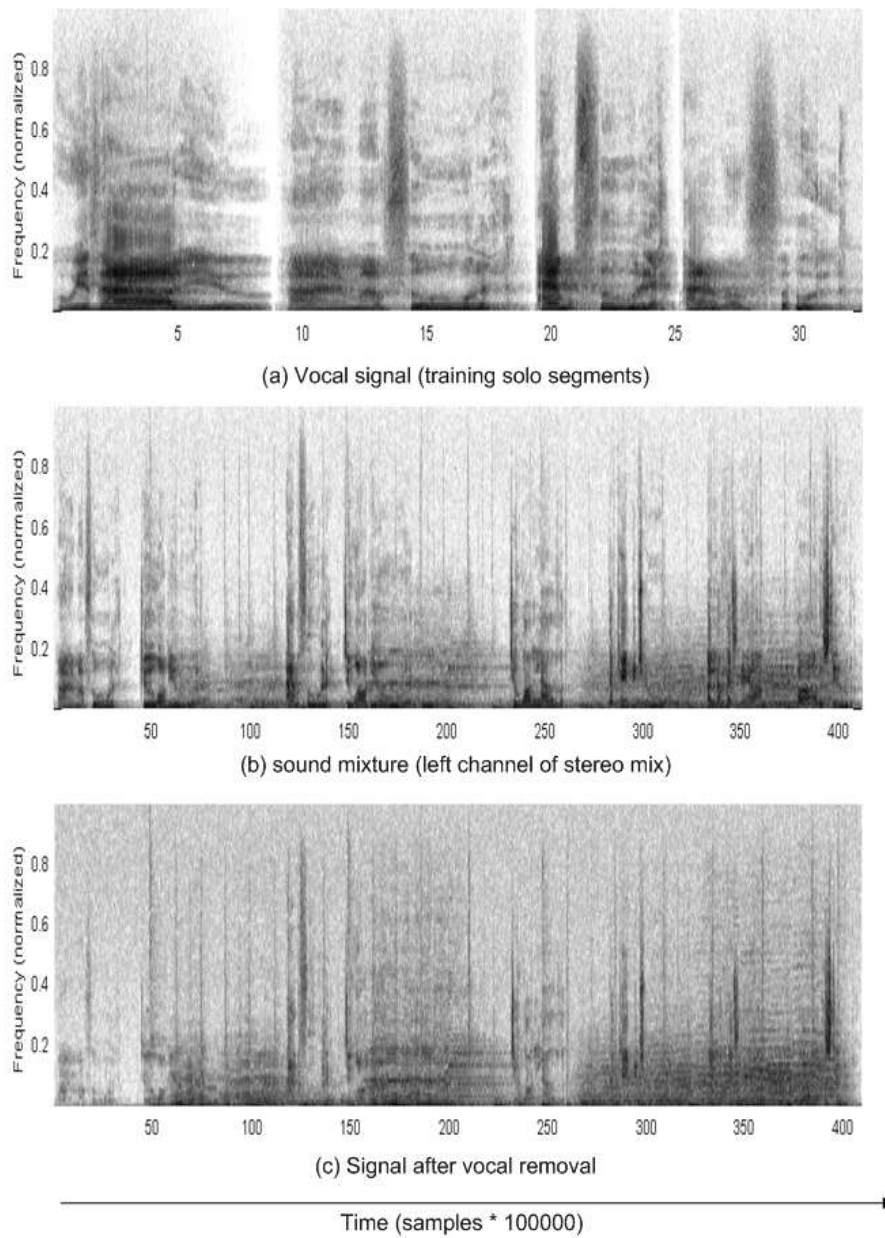 Frequency (normalized)
0.8
0.6
0.4
0.2
5 10 15 20 25 30
(a) Vocal signal (training solo segments)
Frequency (normalized)
0.8
0.6
0.4
0.2
50 100 150 200 250 300 350 400
(b) sound mixture (left channel of stereo mix)
Frequency (normalized)
0.8
0.6
0.4
0.2
50 100 150 200 250 300 350 400
(c) Signal after vocal removal
Time (samples * 100000)